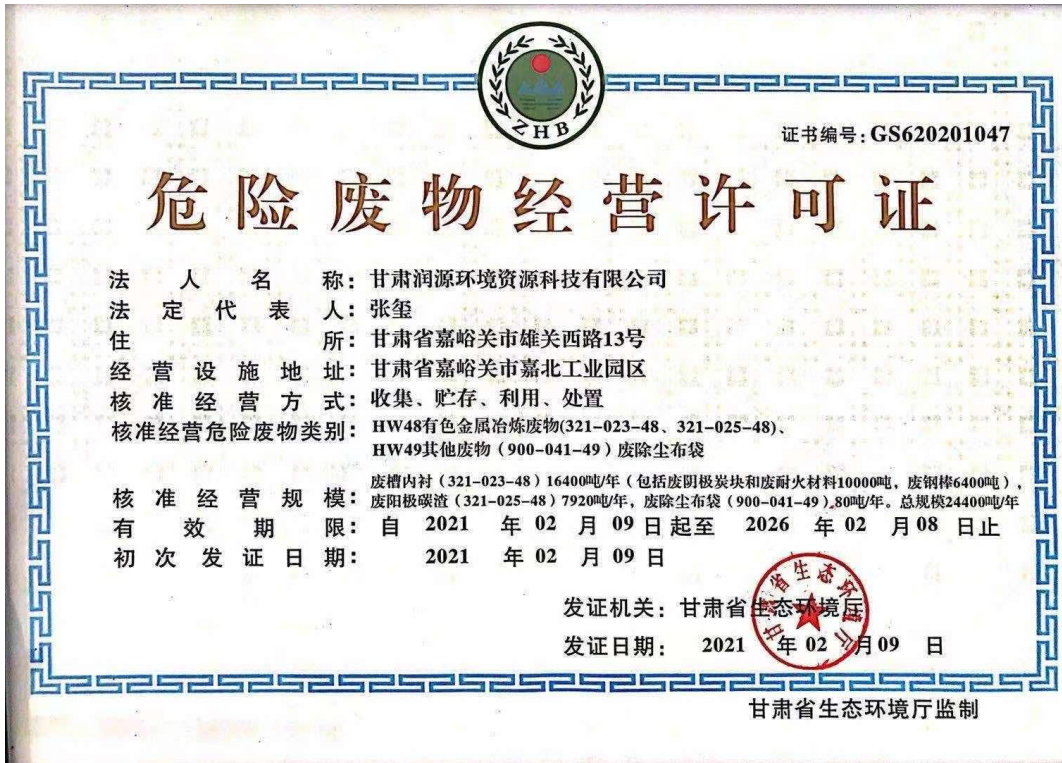 ZHB
证书编号:GS620201047
危险废物经营许可证
法人名称:甘肃润源环境资源科技有限公司
法定代表人:张玺
住所:甘肃省嘉峪关市雄关西路13号
经营设施地址:甘肃省嘉峪关市嘉北工业园区
核准经营方式:收集、贮存、利用、处置
核准经营危险废物类别:HW48有色金属冶炼废物(321-023-48、321-025-48)、
HW49其他废物(900-041-49)废除尘布袋
核准经营规模:废槽内衬(321-023-48)16400吨/年(包括废阴极炭块和废耐火材料10000吨,废钢棒6400吨),
废阳极碳渣(321-025-48)7920吨/年,废除尘布袋(900-041-49),80吨/年。总规模24400吨/年
有效期限:自 2021 年 02 月 09 日起至 2026 年 02 月 08 日止
初次发证日期: 2021 年 02 月 09 日
发证机关:甘肃省生态环境厅
甘肃省生态环境厅
发证日期: 2021 年 02 月 09 日
甘肃省生态环境厅监制